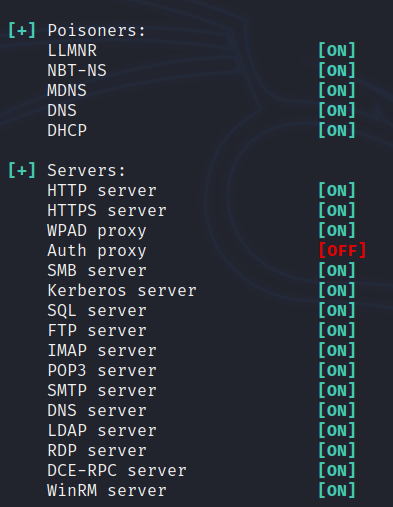 [+] Poisoners:
LLMNR [ON]
NBT-NS [ON]
MDNS [ON]
DNS [ON]
DHCP [ON]
[+] Servers:
HTTP server [ON]
HTTPS server [ON]
WPAD proxy [ON]
Auth proxy [OFF]
SMB server [ON]
Kerberos server [ON]
SQL server [ON]
FTP server [ON]
IMAP server [ON]
POP3 server [ON]
SMTP server [ON]
DNS server [ON]
LDAP server [ON]
RDP server [ON]
DCE-RPC server [ON]
WinRM server [ON]